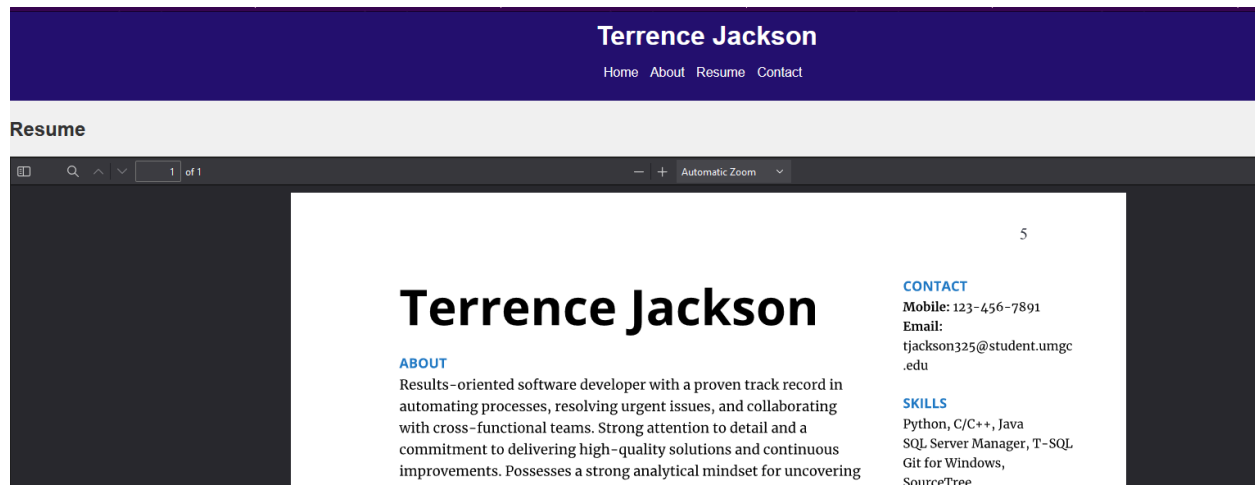 Terrence Jackson
Home About Resume Contact
Resume
1 of 1
Automatic Zoom
5
Terrence Jackson
ABOUT
Results-oriented software developer with a proven track record in
automating processes, resolving urgent issues, and collaborating
with cross-functional teams. Strong attention to detail and a
commitment to delivering high-quality solutions and continuous
improvements. Possesses a strong analytical mindset for uncovering
CONTACT
Mobile: 123-456-7891
Email:
tjackson325@student.umgc
.edu
SKILLS
Python, C/C++, Java
SQL Server Manager, T-SQL
Git for Windows,
SourceTree